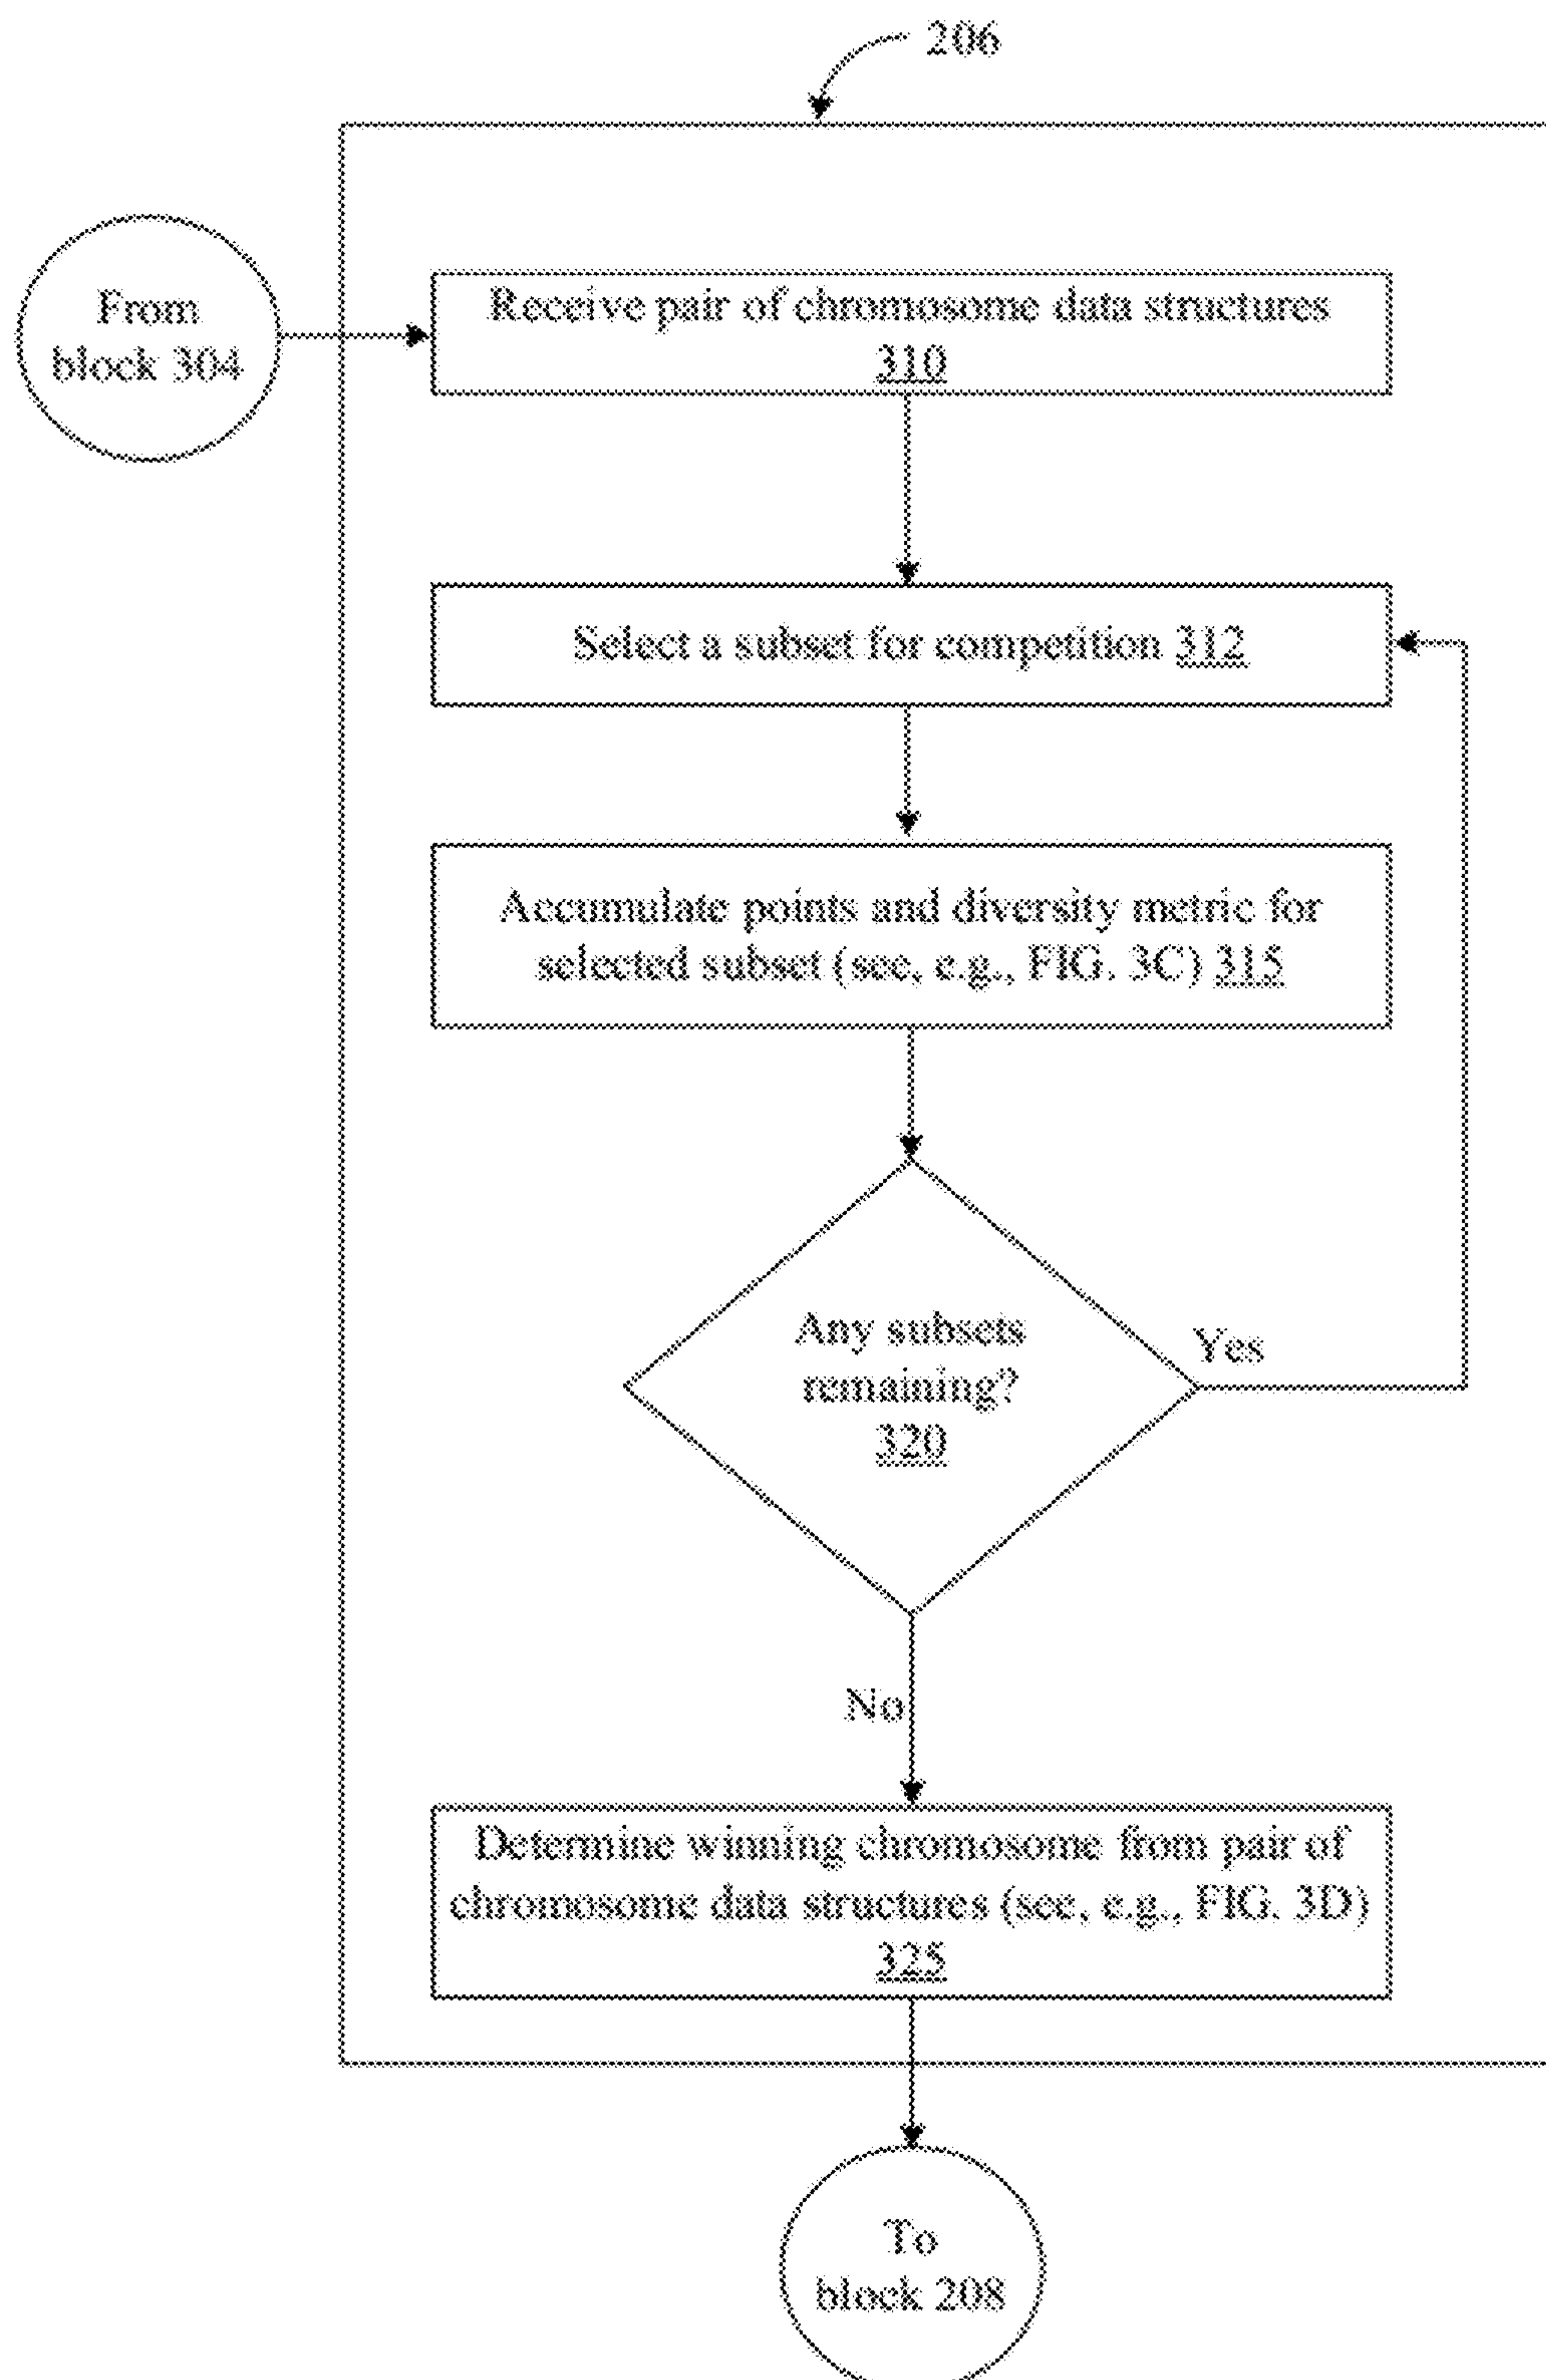 206
From
block 304
Receive pair of chromosome data structures
310
Select a subset for competition 312
Accumulate points and diversity metric for
selected subset (see, e.g., FIG. 3C) 315
Any subsets
remaining?
320
Yes
No
Determine winning chromosome from pair of
chromosome data structures (see, e.g., FIG. 3D)
325
To
block 208